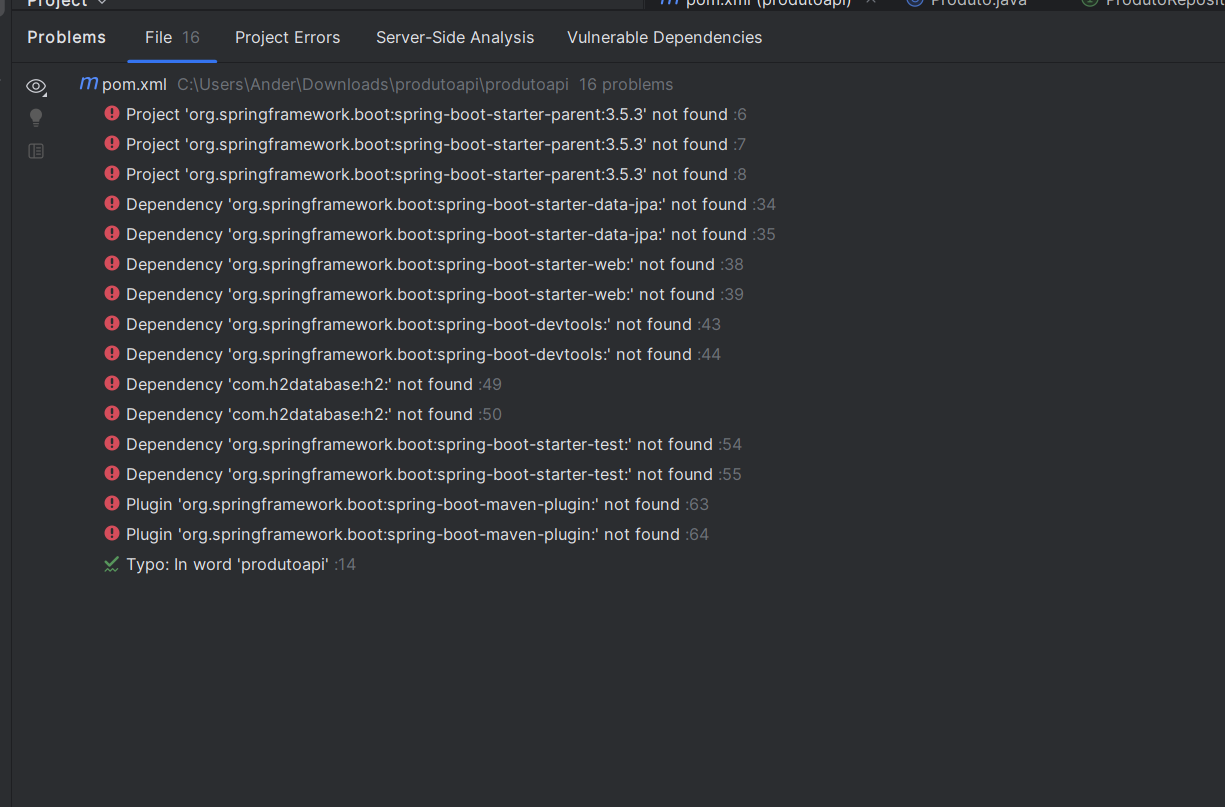 Project
pom.xml (produtoapi)
Produto.java
ProdutoReposit
Problems File 16 Project Errors Server-Side Analysis Vulnerable Dependencies
pom.xml C:\Users\Ander\Downloads\produtoapi\produtoapi 16 problems
Project 'org.springframework.boot:spring-boot-starter-parent:3.5.3' not found :6
Project 'org.springframework.boot:spring-boot-starter-parent:3.5.3' not found :7
Project 'org.springframework.boot:spring-boot-starter-parent:3.5.3' not found :8
Dependency 'org.springframework.boot:spring-boot-starter-data-jpa:' not found :34
Dependency 'org.springframework.boot:spring-boot-starter-data-jpa:' not found :35
Dependency 'org.springframework.boot:spring-boot-starter-web:' not found :38
Dependency 'org.springframework.boot:spring-boot-starter-web:' not found :39
Dependency 'org.springframework.boot:spring-boot-devtools:' not found :43
Dependency 'org.springframework.boot:spring-boot-devtools:' not found :44
Dependency 'com.h2database:h2:' not found :49
Dependency 'com.h2database:h2:' not found :50
Dependency 'org.springframework.boot:spring-boot-starter-test:' not found :54
Dependency 'org.springframework.boot:spring-boot-starter-test:' not found :55
Plugin 'org.springframework.boot:spring-boot-maven-plugin:' not found :63
Plugin 'org.springframework.boot:spring-boot-maven-plugin:' not found :64
Typo: In word 'produtoapi' :14